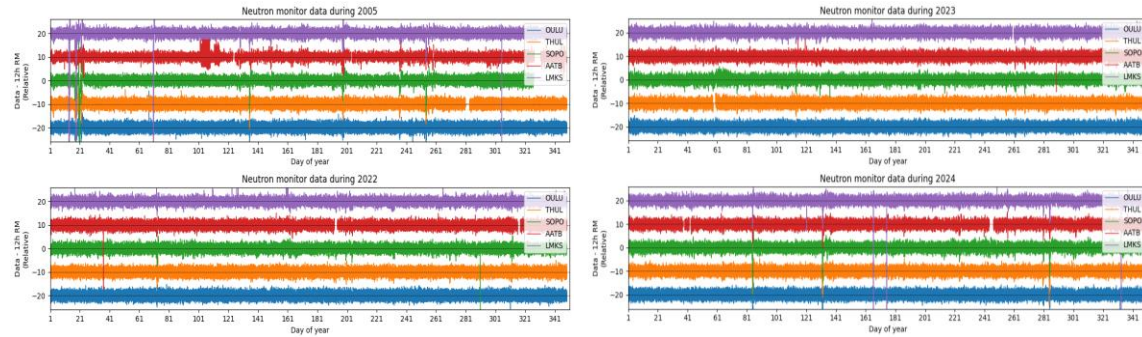 Neutron monitor data during 2005
Data - 12h RM
(Relative)
20
10
0
−10
−20
OULU
THUL
SOPO
AATB
LMKS
1 21 41 61 81 101 121 141 161 181 201 221 241 261 281 301 321
Day of year
Neutron monitor data during 2023
Data - 12h RM
(Relative)
20
10
0
−10
−20
OULU
THUL
SOPO
AATB
LMKS
1 21 41 61 81 101 121 141 161 181 201 221 241 261 281 301 321 341
Day of year
Neutron monitor data during 2022
Data - 12h RM
(Relative)
20
10
0
−10
−20
OULU
THUL
SOPO
AATB
LMKS
1 21 41 61 81 101 121 141 161 181 201 221 241 261 281 301 321
Day of year
Neutron monitor data during 2024
Data - 12h RM
(Relative)
20
10
0
−10
−20
OULU
THUL
SOPO
AATB
LMKS
1 21 41 61 81 101 121 141 161 181 201 221 241 261 281 301 321 341
Day of year